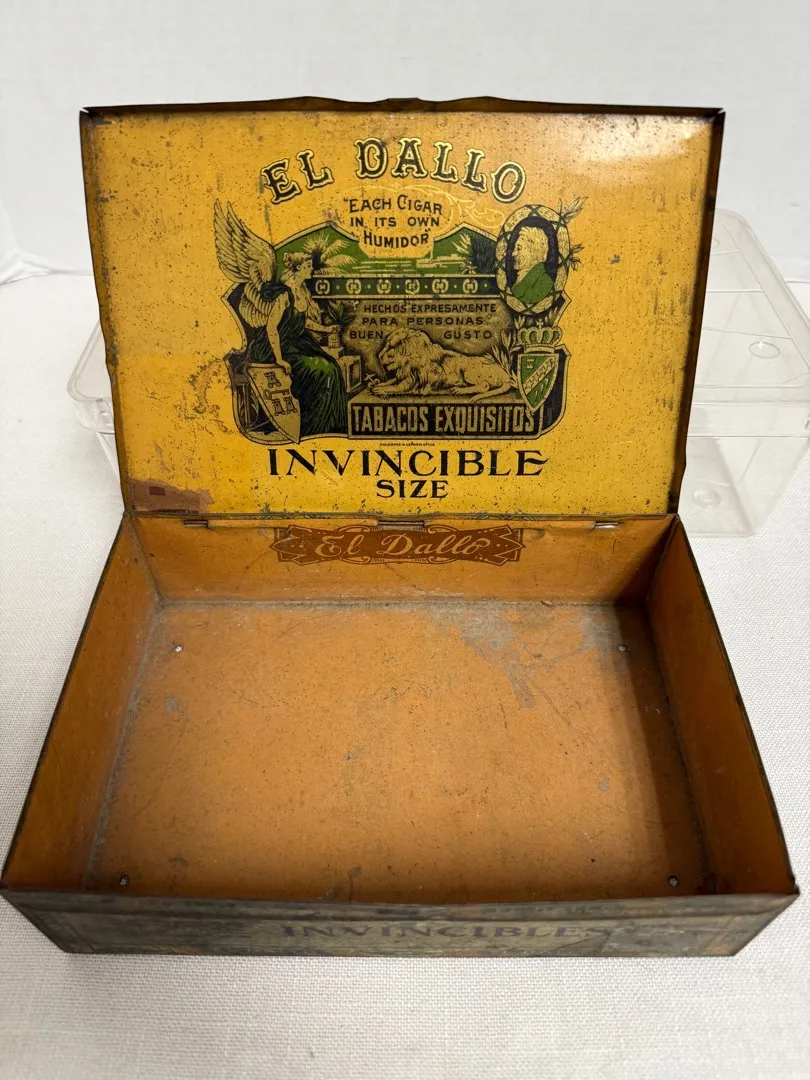 EL DALLO
"EACH CIGAR
IN ITS OWN
HUMIDOR"
HECHOS EXPRESAMENTE
PARA PERSONAS
BUEN GUSTO
TABACOS EXQUISITOS
INVINCIBLE
SIZE
El Dallo
INVINCIBLES